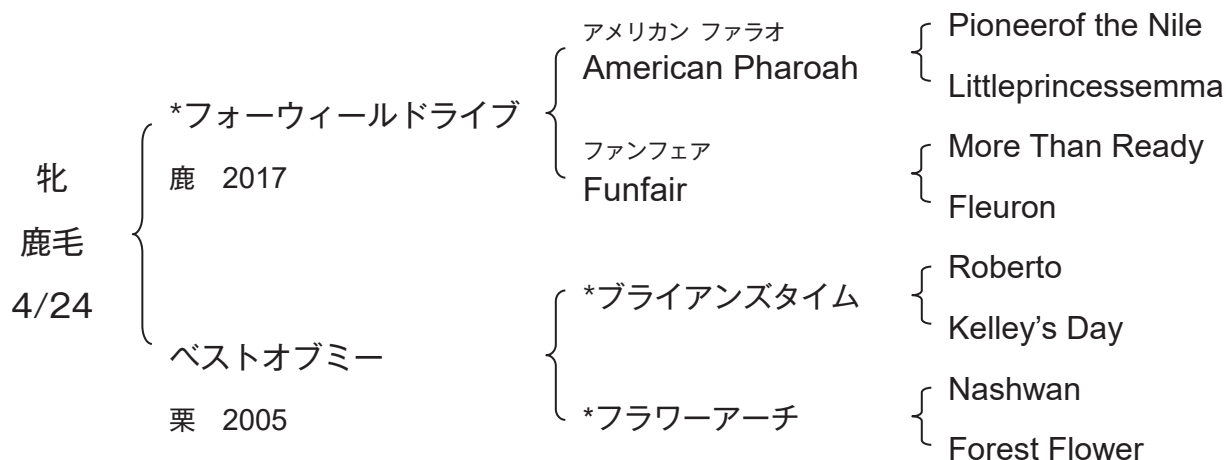 牝
鹿毛
4/24
*フォーウィールドライブ
鹿 2017
ベストオブミー
栗 2005
アメリカン ファラオ
American Pharoah
ファンフェア
Funfair
*ブライアンズタイム
*フラワーアーチ
Pioneerof the Nile
Littleprincessemma
More Than Ready
Fleuron
Roberto
Kelley’s Day
Nashwan
Forest Flower